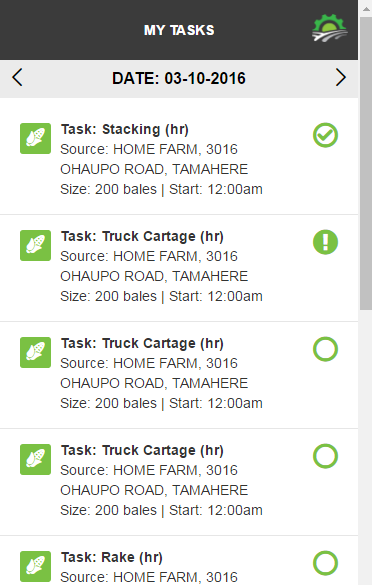 MY TASKS
DATE: 03-10-2016
Task: Stacking (hr)
Source: HOME FARM, 3016
OHAUPO ROAD, TAMAHERE
Size: 200 bales | Start: 12:00am
Task: Truck Cartage (hr)
Source: HOME FARM, 3016
OHAUPO ROAD, TAMAHERE
Size: 200 bales | Start: 12:00am
Task: Truck Cartage (hr)
Source: HOME FARM, 3016
OHAUPO ROAD, TAMAHERE
Size: 200 bales | Start: 12:00am
Task: Truck Cartage (hr)
Source: HOME FARM, 3016
OHAUPO ROAD, TAMAHERE
Size: 200 bales | Start: 12:00am
Task: Rake (hr)
Source: HOME FARM, 3016